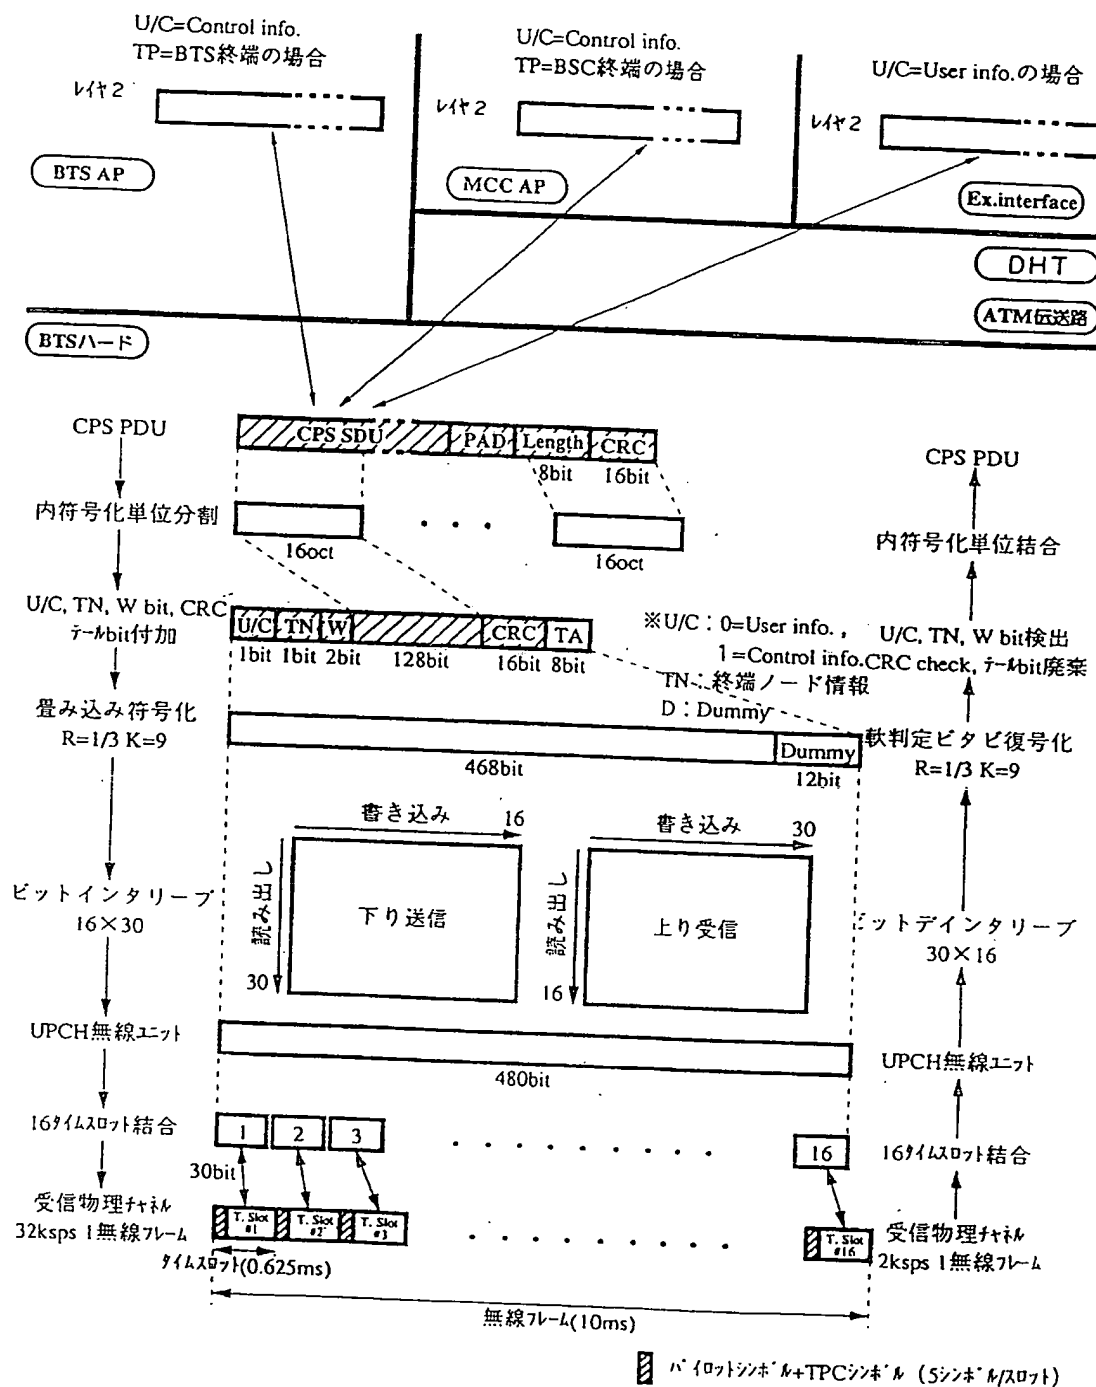 U/C=Control info.
TP=BTS終端の場合
レイヤ2
BTS AP
U/C=Control info.
TP=BSC終端の場合
レイヤ2
MCC AP
U/C=User info.の場合
レイヤ2
Ex.interface
DHT
ATM伝送路
BTSハード
CPS PDU
CPS SDU
PAD
Length
CRC
8bit
16bit
CPS PDU
内符号化単位分割
16oct
・・・
16oct
内符号化単位結合
U/C, TN, W bit, CRC
テールbit付加
U/C
TN
W
CRC
TA
1bit
1bit
2bit
128bit
16bit
8bit
※U/C：0=User info. ,
1=Control info.
TN：終端ノード情報
D：Dummy
U/C, TN, W bit検出
CRC check, テールbit廃棄
畳み込み符号化
R=1/3 K=9
Dummy
468bit
12bit
軟判定ビタビ復号化
R=1/3 K=9
書き込み
16
読み出し
30
下り送信
書き込み
30
読み出し
16
上り受信
ビットインタリーブ
16×30
ビットデインタリーブ
30×16
UPCH無線ユニット
480bit
UPCH無線ユニット
16タイムスロット結合
1
2
3
・・・・・・・・・
16
16タイムスロット結合
30bit
受信物理チャネル
32ksps 1無線フレーム
T. Slot
#1
T. Slot
#2
T. Slot
#3
・・・・・・・・・
T. Slot
#16
受信物理チャネル
2ksps 1無線フレーム
タイムスロット(0.625ms)
無線フレーム(10ms)
パイロットシンボル+TPCシンボル (5シンボル/スロット)